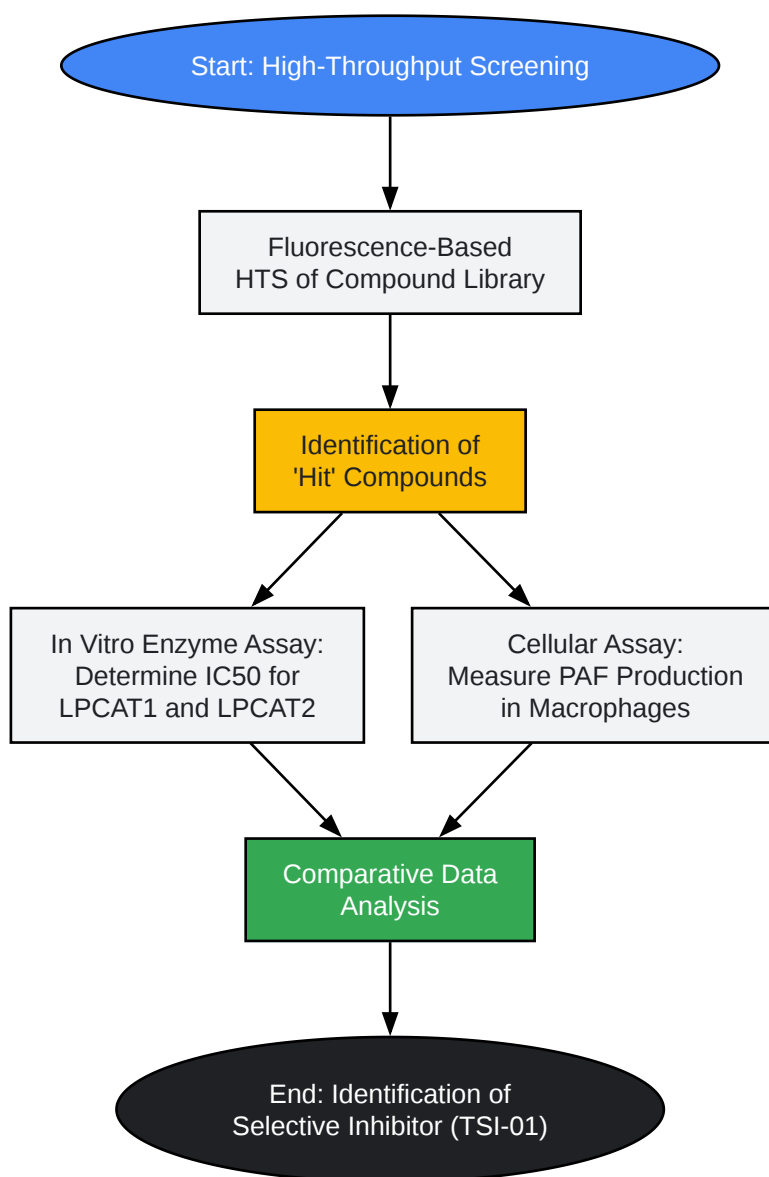 Start: High-Throughput Screening
Fluorescence-Based
HTS of Compound Library
Identification of
'Hit' Compounds
In Vitro Enzyme Assay:
Determine IC50 for
LPCAT1 and LPCAT2
Cellular Assay:
Measure PAF Production
in Macrophages
Comparative Data
Analysis
End: Identification of
Selective Inhibitor (TSI-01)